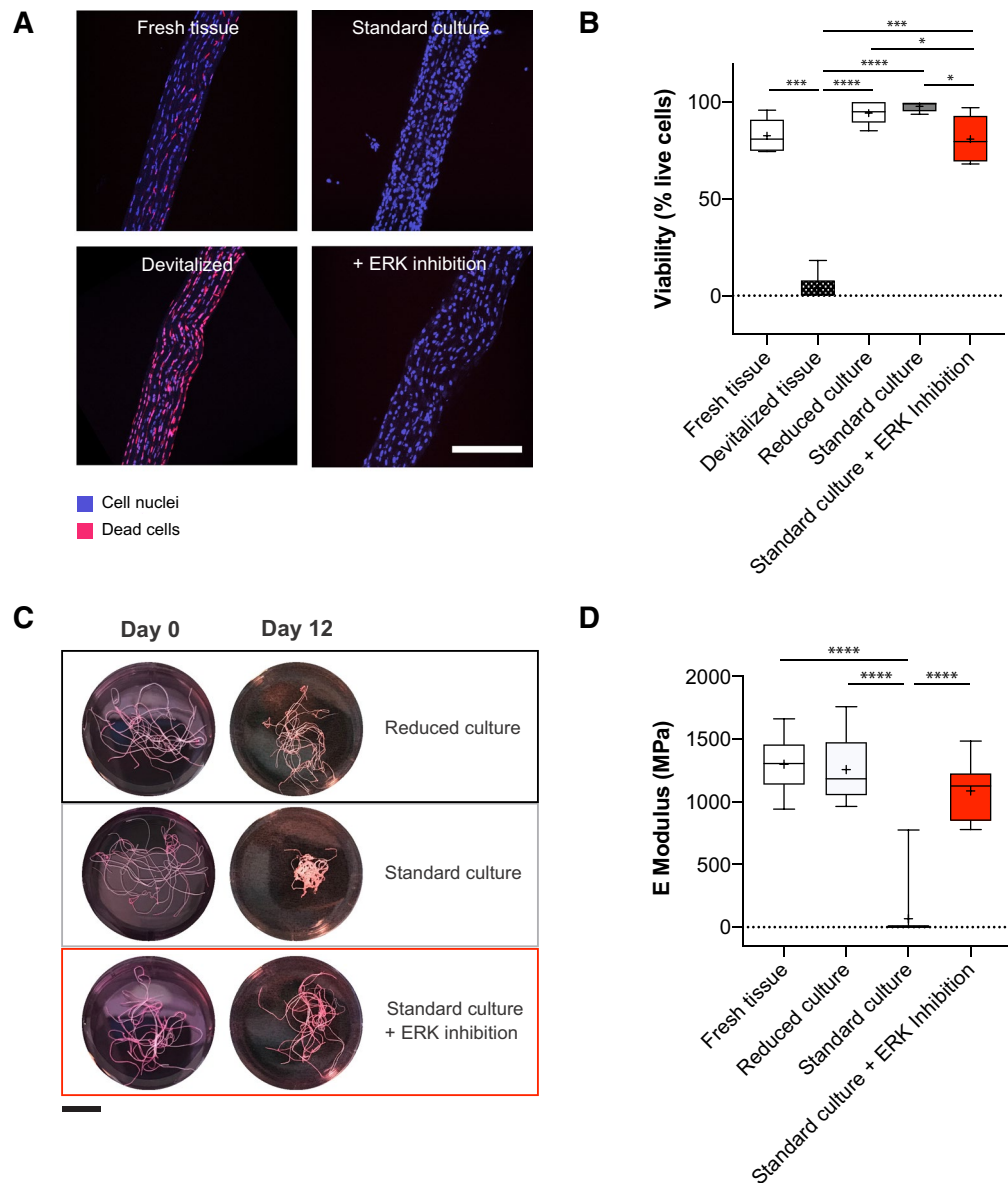 A
Fresh tissue
Standard culture
Devitalized
+ ERK inhibition
Cell nuclei
Dead cells
B
***
*
****
*** **** *
Viability (% live cells)
100
50
0
Fresh tissue
Devitalized tissue
Reduced culture
Standard culture
Standard culture + ERK Inhibition
C
Day 0 Day 12
Reduced culture
Standard culture
Standard culture
+ ERK inhibition
D
****
**** ****
E Modulus (MPa)
2000
1500
1000
500
0
Fresh tissue
Reduced culture
Standard culture
Standard culture + ERK Inhibition